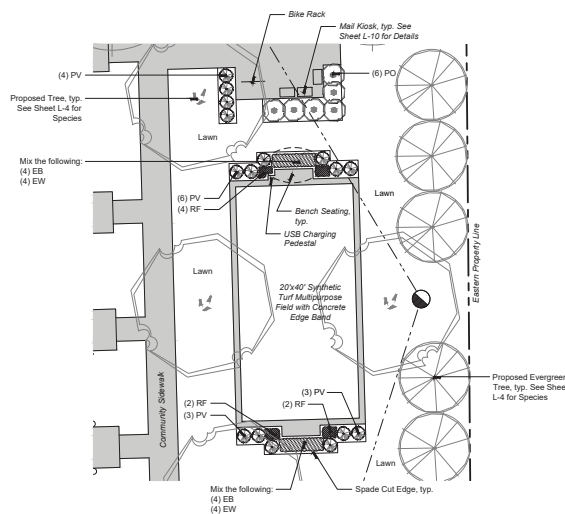 Bike Rack
Mail Kiosk, typ. See
Sheet L-10 for Details
(4) PV
(6) PO
Proposed Tree, typ.
See Sheet L-4 for
Species
Lawn
Mix the following:
(4) EB
(4) EW
Lawn
(6) PV
(4) RF
Bench Seating,
typ.
USB Charging
Pedestal
Eastern Property Line
Lawn
Lawn
20'x40' Synthetic
Turf Multipurpose
Field with Concrete
Edge Band
Community Sidewalk
Proposed Evergreen
Tree, typ. See Sheet
L-4 for Species
(3) PV
(2) RF
(2) RF
(3) PV
Lawn
Mix the following:
(4) EB
(4) EW
Spade Cut Edge, typ.